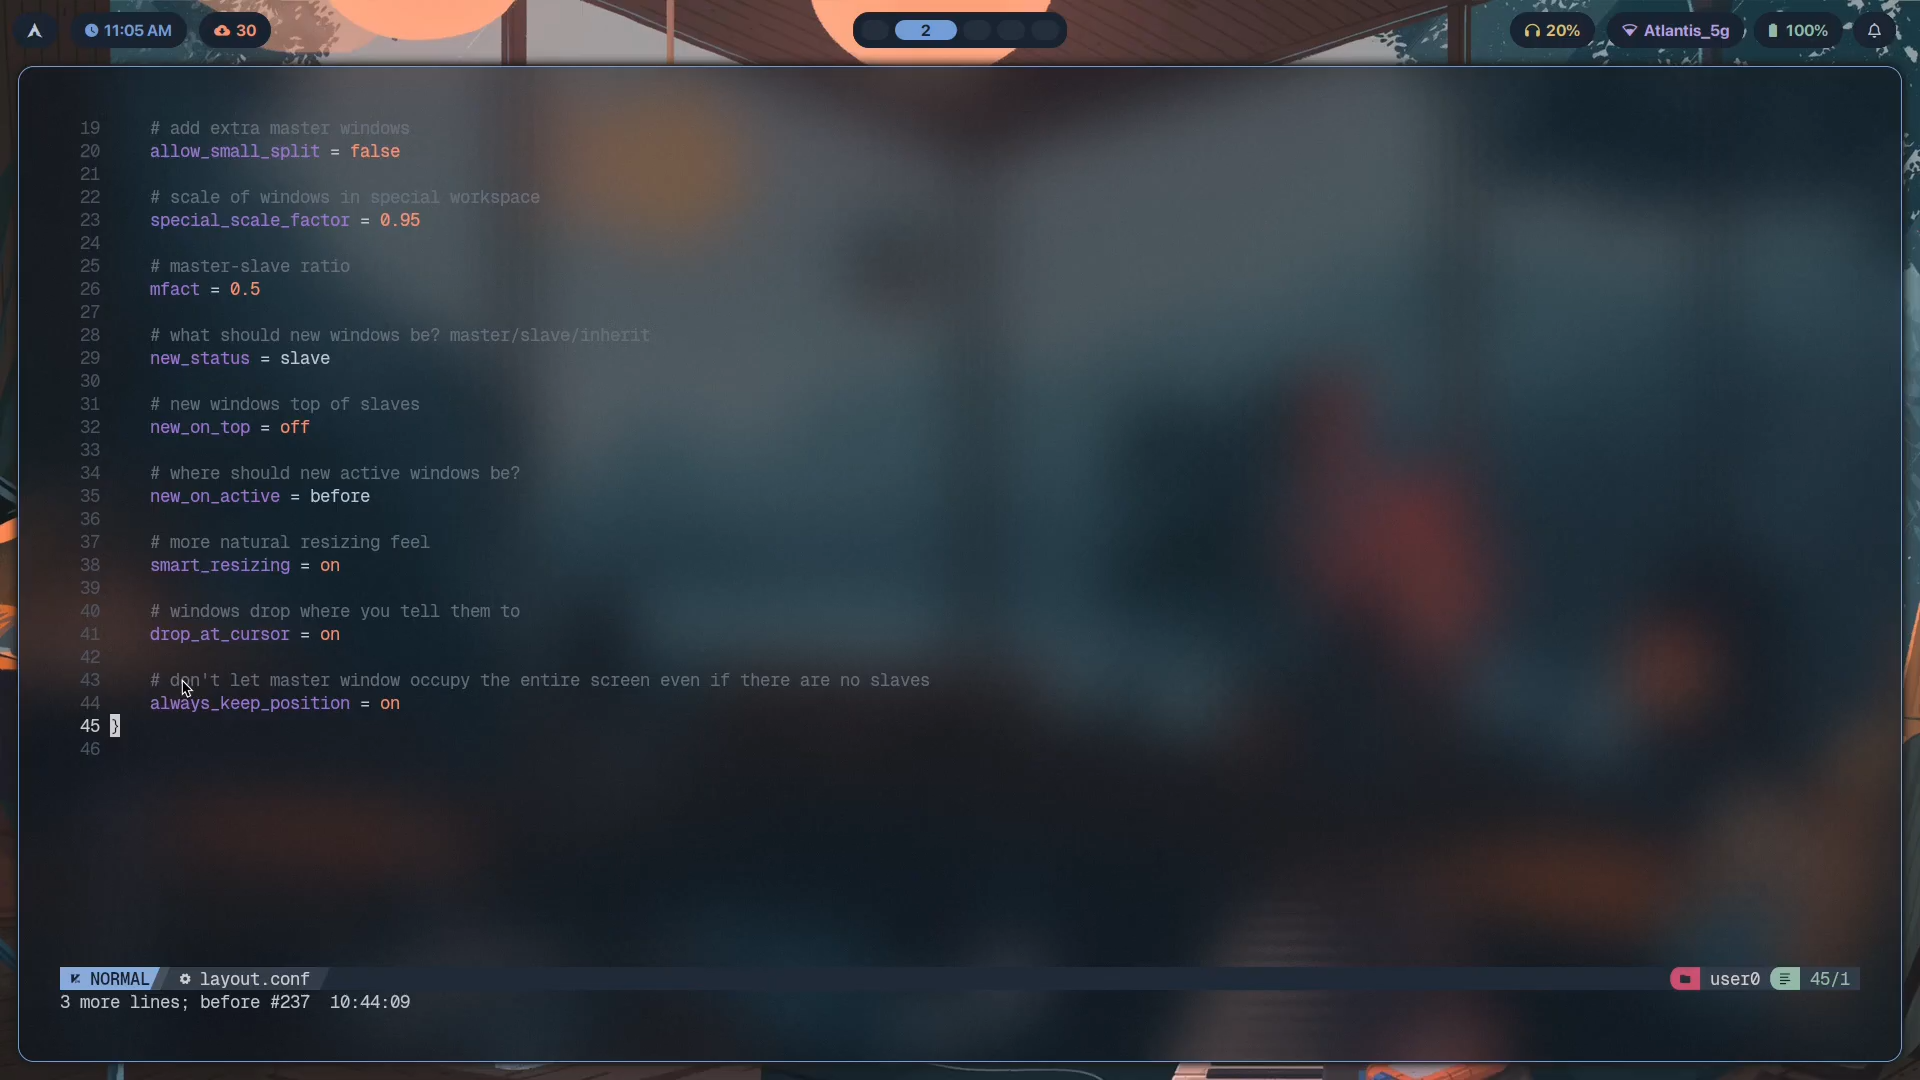 11:05 AM
30
2
20%
Atlantis_5g
100%
19 # add extra master windows
20 allow_small_split = false
21
22 # scale of windows in special workspace
23 special_scale_factor = 0.95
24
25 # master-slave ratio
26 mfact = 0.5
27
28 # what should new windows be? master/slave/inherit
29 new_status = slave
30
31 # new windows top of slaves
32 new_on_top = off
33
34 # where should new active windows be?
35 new_on_active = before
36
37 # more natural resizing feel
38 smart_resizing = on
39
40 # windows drop where you tell them to
41 drop_at_cursor = on
42
43 # don't let master window occupy the entire screen even if there are no slaves
44 always_keep_position = on
45 }
46
NORMAL layout.conf user0 45/1
3 more lines; before #237 10:44:09